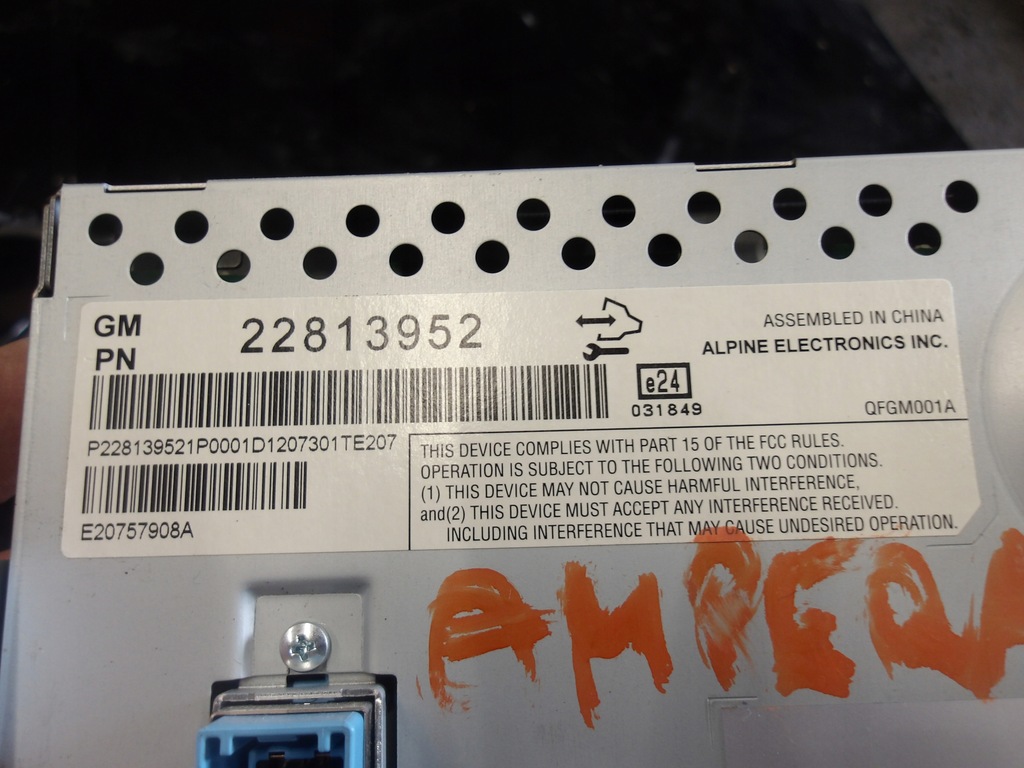 GM
PN
22813952
ASSEMBLED IN CHINA
ALPINE ELECTRONICS INC.
e24
031849
QFGM001A
P228139521P0001D1207301TE207
E20757908A
THIS DEVICE COMPLIES WITH PART 15 OF THE FCC RULES.
OPERATION IS SUBJECT TO THE FOLLOWING TWO CONDITIONS.
(1) THIS DEVICE MAY NOT CAUSE HARMFUL INTERFERENCE,
and(2) THIS DEVICE MUST ACCEPT ANY INTERFERENCE RECEIVED.
INCLUDING INTERFERENCE THAT MAY CAUSE UNDESIRED OPERATION.
AMPERA